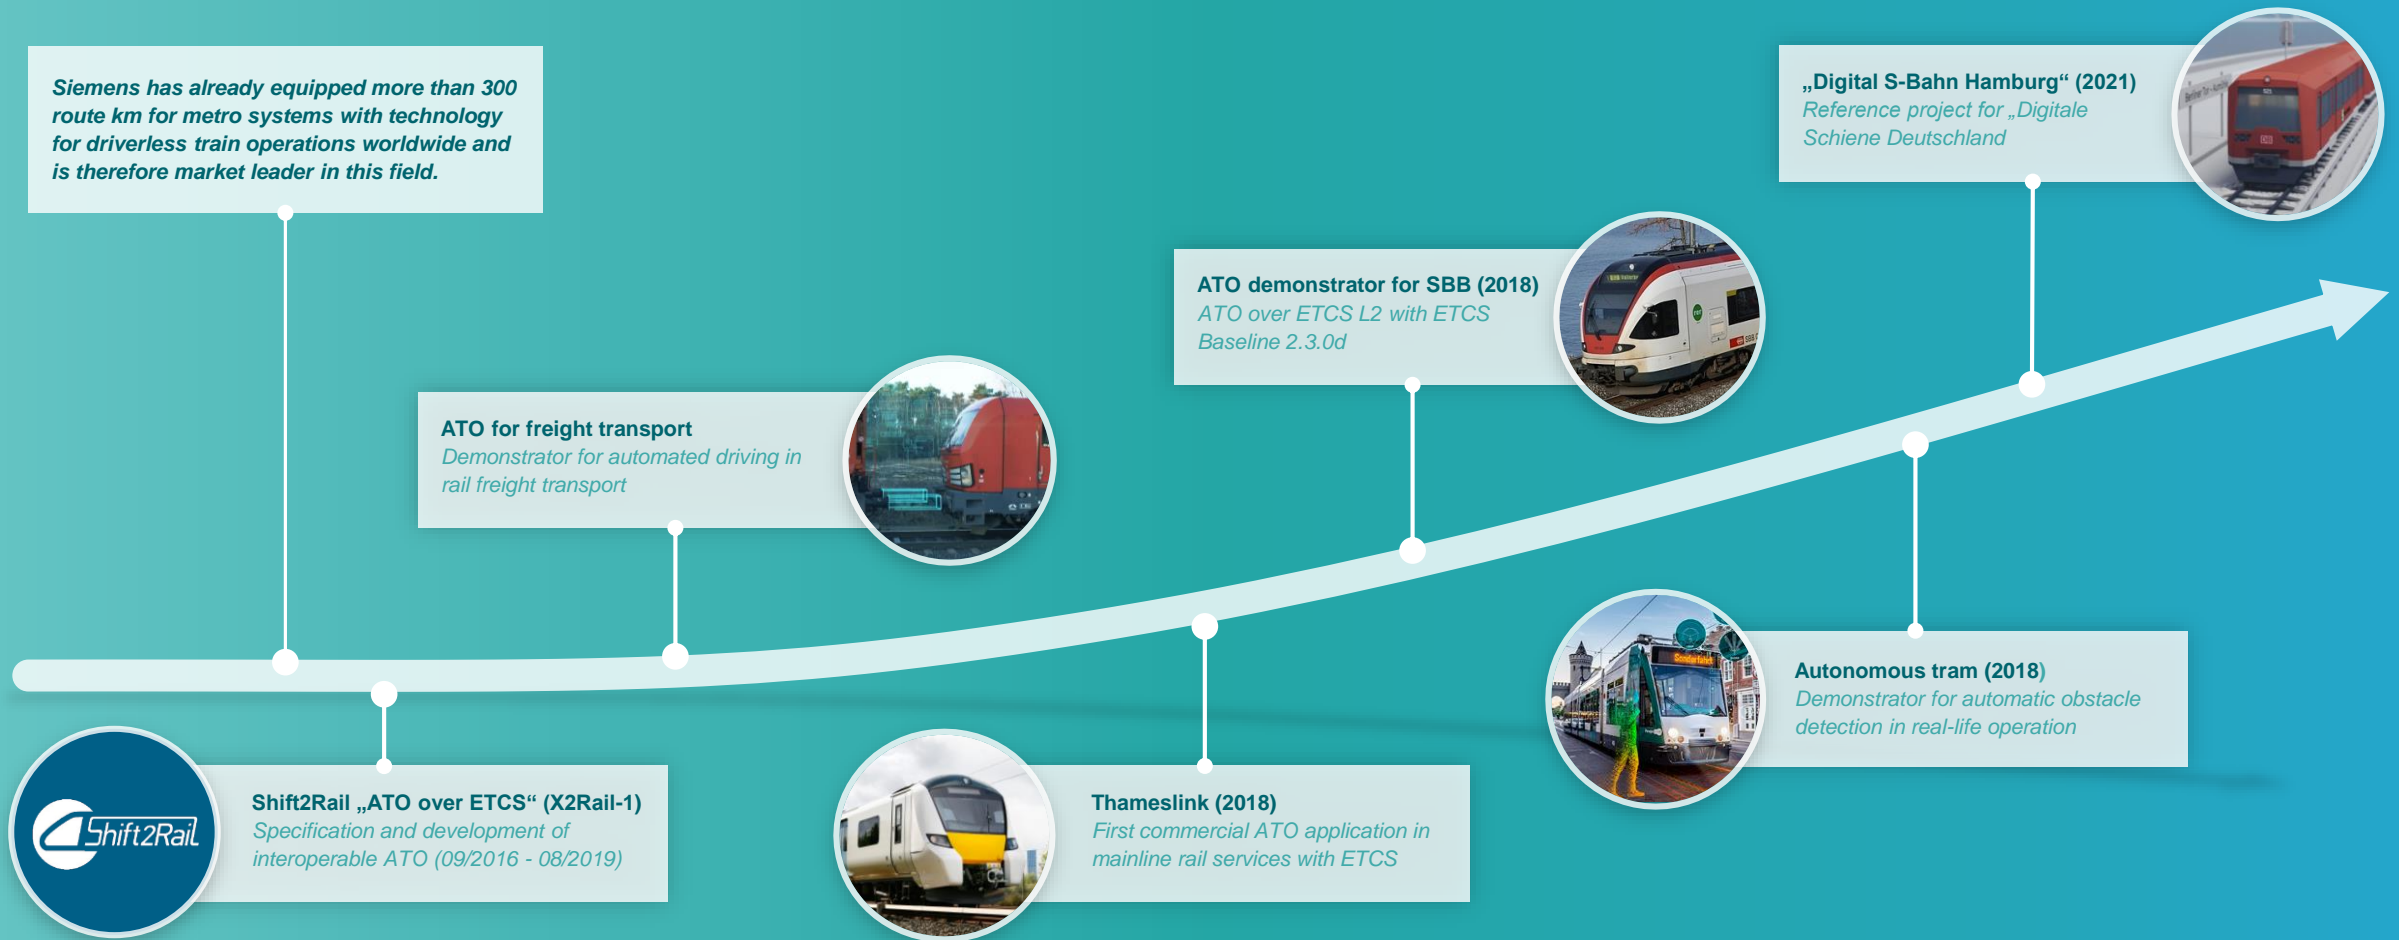 Siemens has already equipped more than 300
route km for metro systems with technology
for driverless train operations worldwide and
is therefore market leader in this field.
„Digital S-Bahn Hamburg“ (2021)
Reference project for „Digitale
Schiene Deutschland
ATO demonstrator for SBB (2018)
ATO over ETCS L2 with ETCS
Baseline 2.3.0d
ATO for freight transport
Demonstrator for automated driving in
rail freight transport
Autonomous tram (2018)
Demonstrator for automatic obstacle
detection in real-life operation
Sonderfahrt
Shift2Rail
Shift2Rail „ATO over ETCS“ (X2Rail-1)
Specification and development of
interoperable ATO (09/2016 - 08/2019)
Thameslink (2018)
First commercial ATO application in
mainline rail services with ETCS